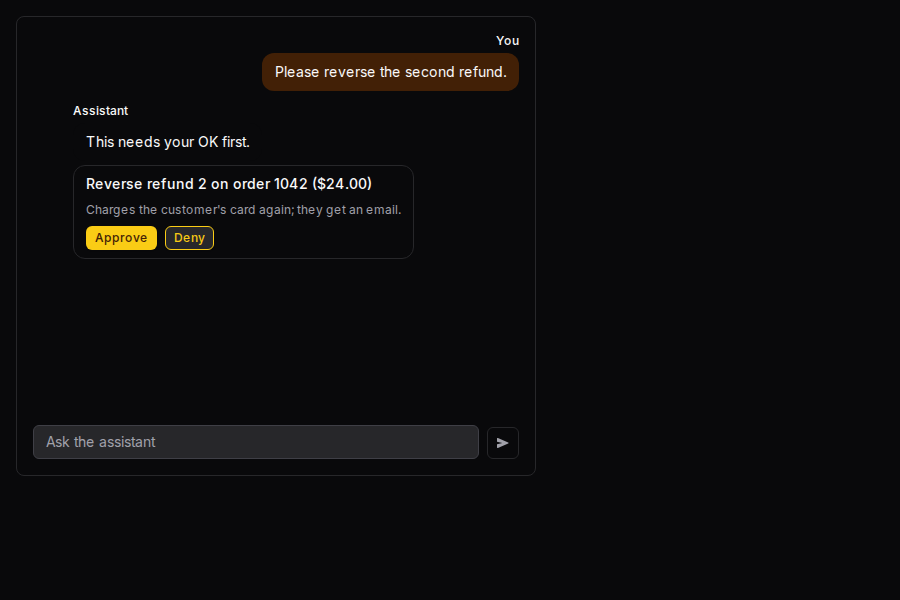 You
Please reverse the second refund.
Assistant
This needs your OK first.
Reverse refund 2 on order 1042 ($24.00)
Charges the customer's card again; they get an email.
Approve
Deny
Ask the assistant